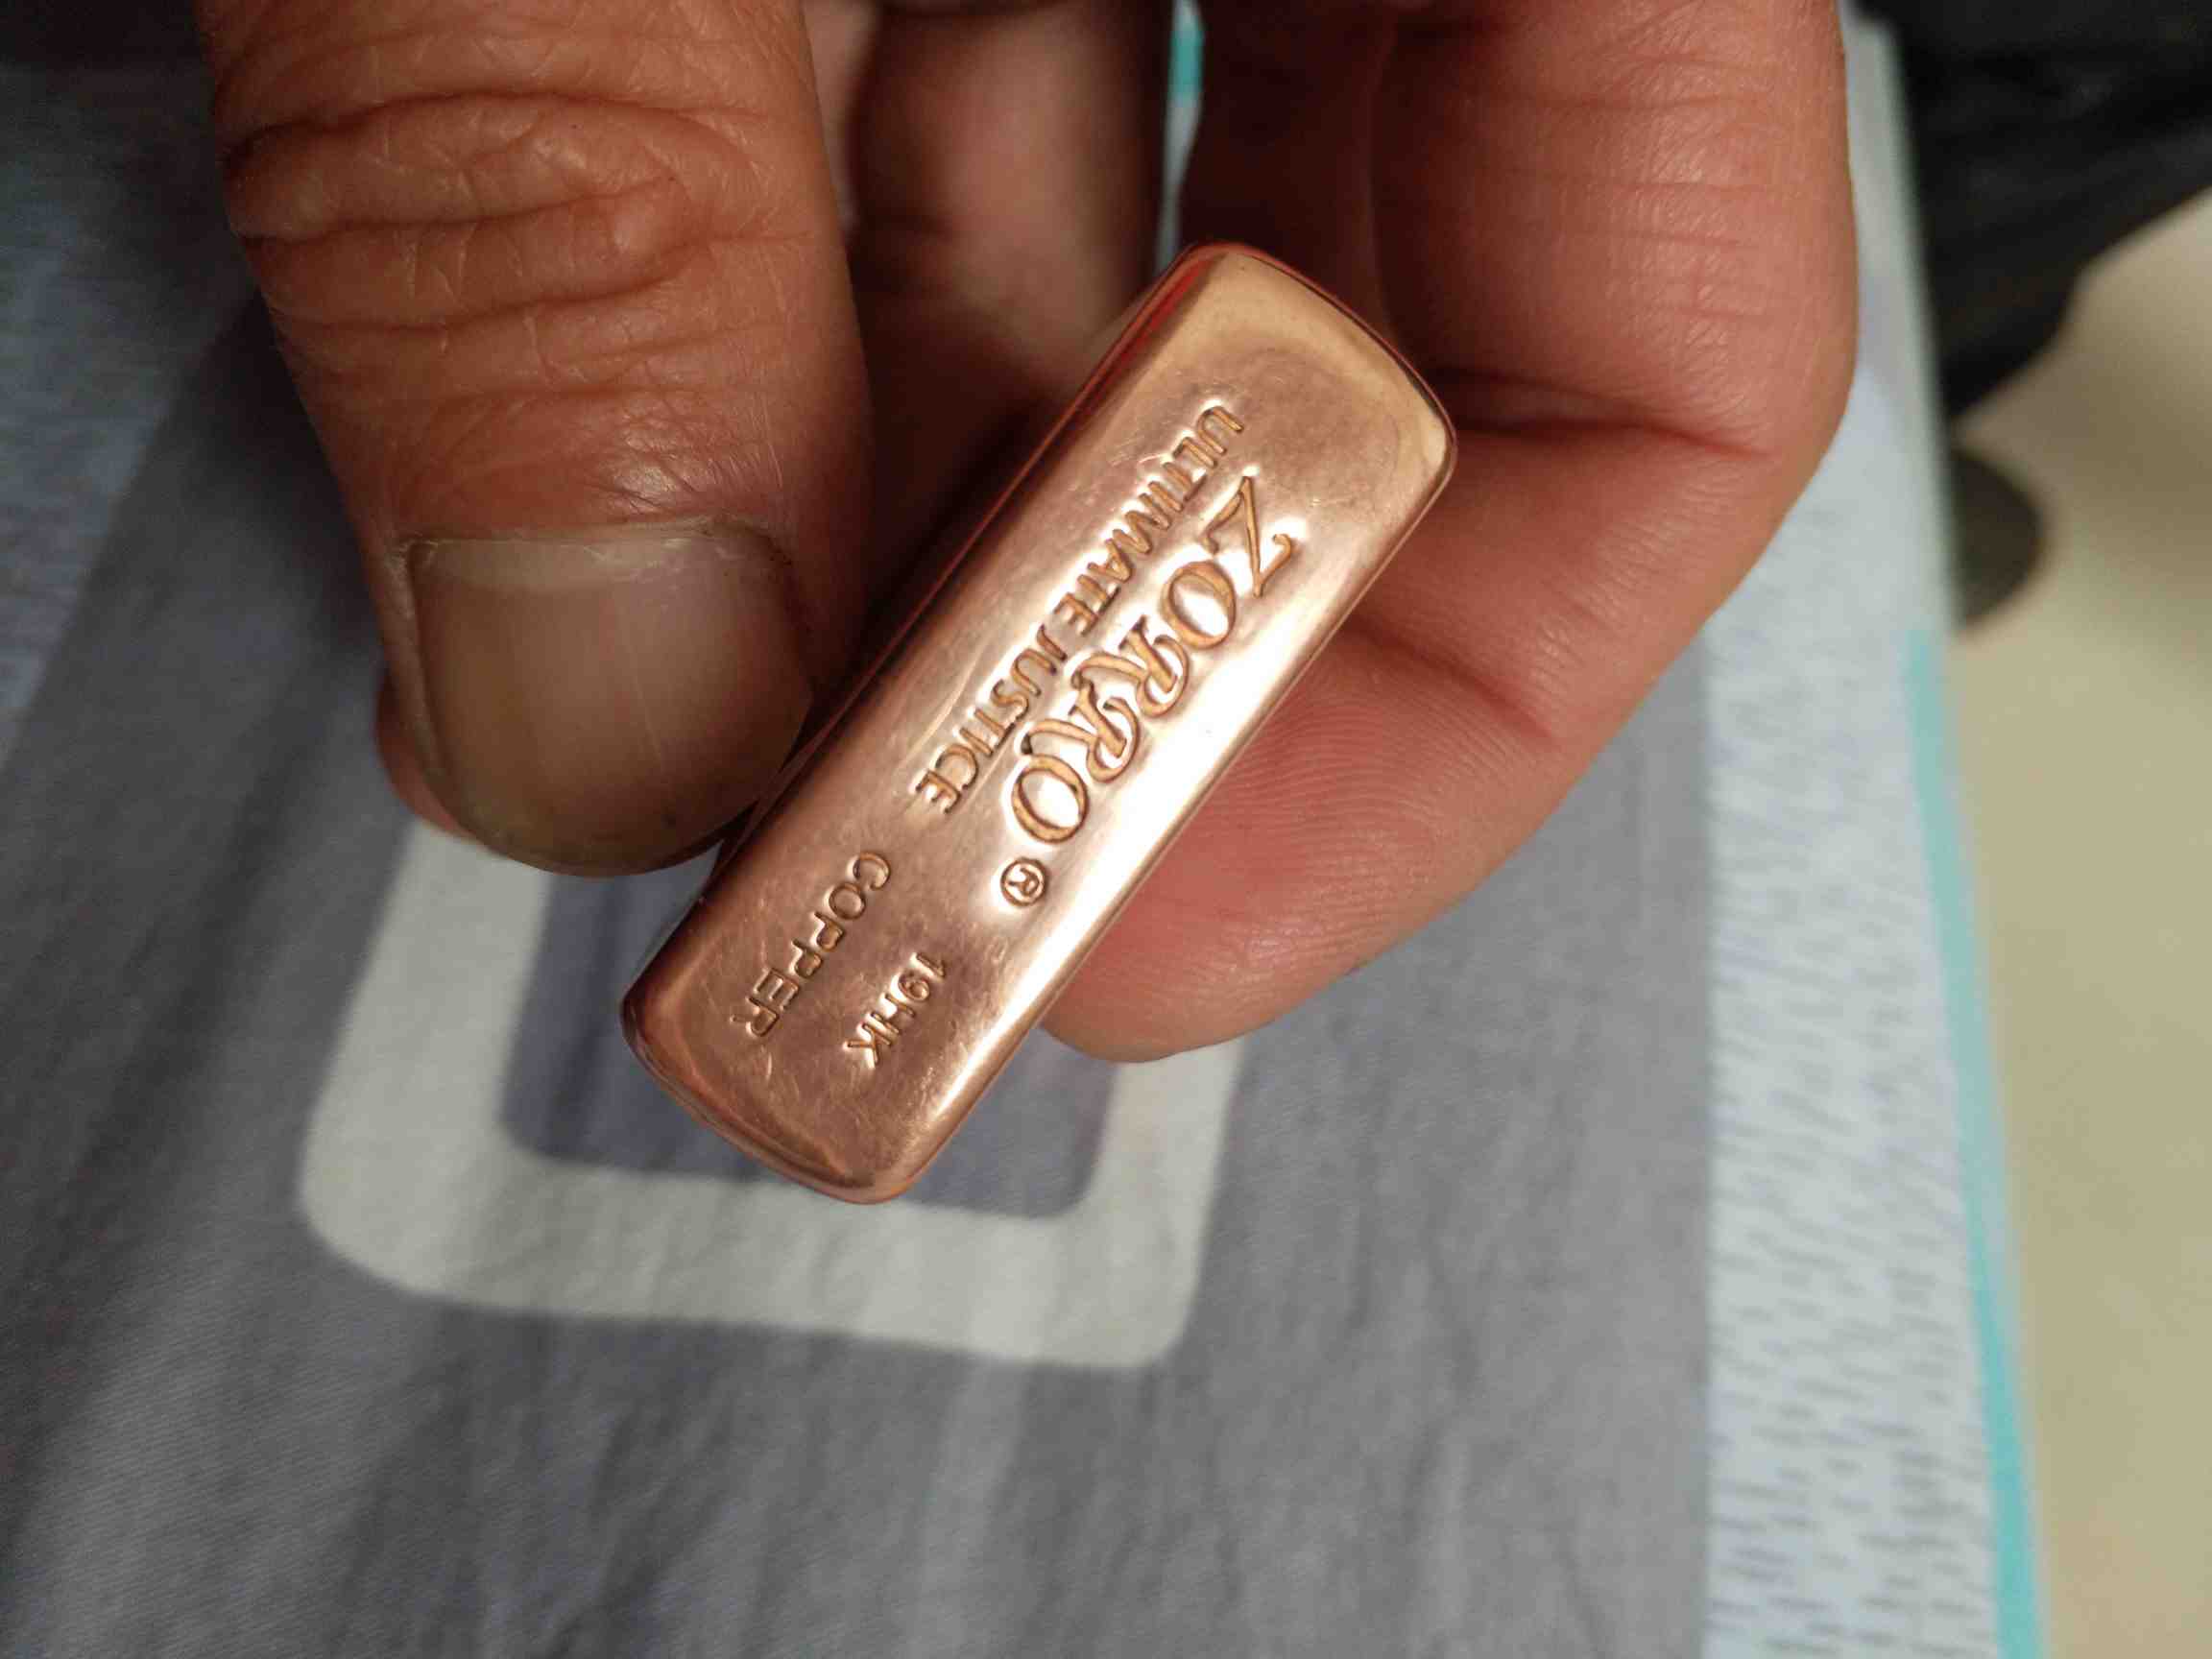 ZORRO®
ULTIMATE JUSTICE
19HK
COPPER